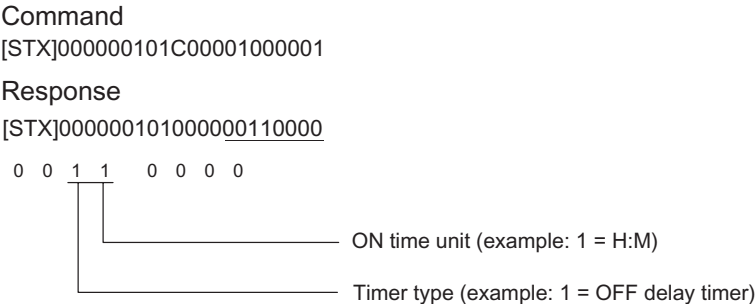 Command
[STX]000000101C00001000001
Response
[STX]000000101000000110000
0 0 1 1 0 0 0 0
ON time unit (example: 1 = H:M)
Timer type (example: 1 = OFF delay timer)